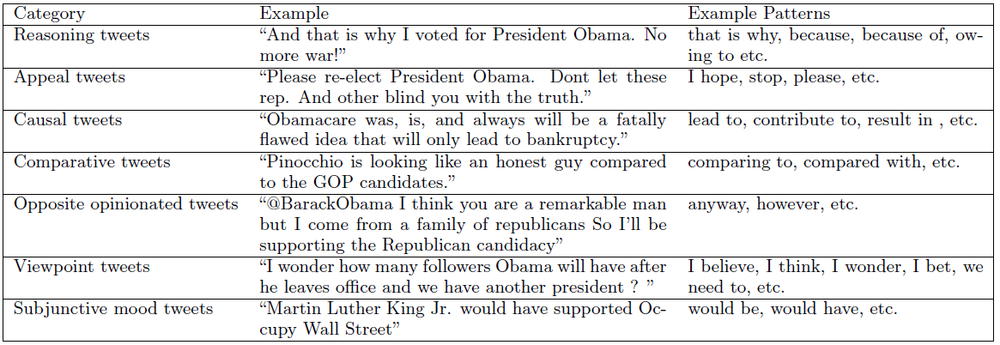 Category Example Example Patterns
Reasoning tweets “And that is why I voted for President Obama. No that is why, because, because of, ow-
more war!” ing to etc.
Appeal tweets “Please re-elect President Obama. Dont let these I hope, stop, please, etc.
rep. And other blind you with the truth.”
Causal tweets “Obamacare was, is, and always will be a fatally lead to, contribute to, result in , etc.
flawed idea that will only lead to bankruptcy.”
Comparative tweets “Pinocchio is looking like an honest guy compared comparing to, compared with, etc.
to the GOP candidates.”
Opposite opinionated tweets “@BarackObama I think you are a remarkable man anyway, however, etc.
but I come from a family of republicans So I’ll be
supporting the Republican candidacy”
Viewpoint tweets “I wonder how many followers Obama will have after I believe, I think, I wonder, I bet, we
he leaves office and we have another president ? ” need to, etc.
Subjunctive mood tweets “Martin Luther King Jr. would have supported Oc- would be, would have, etc.
cupy Wall Street”